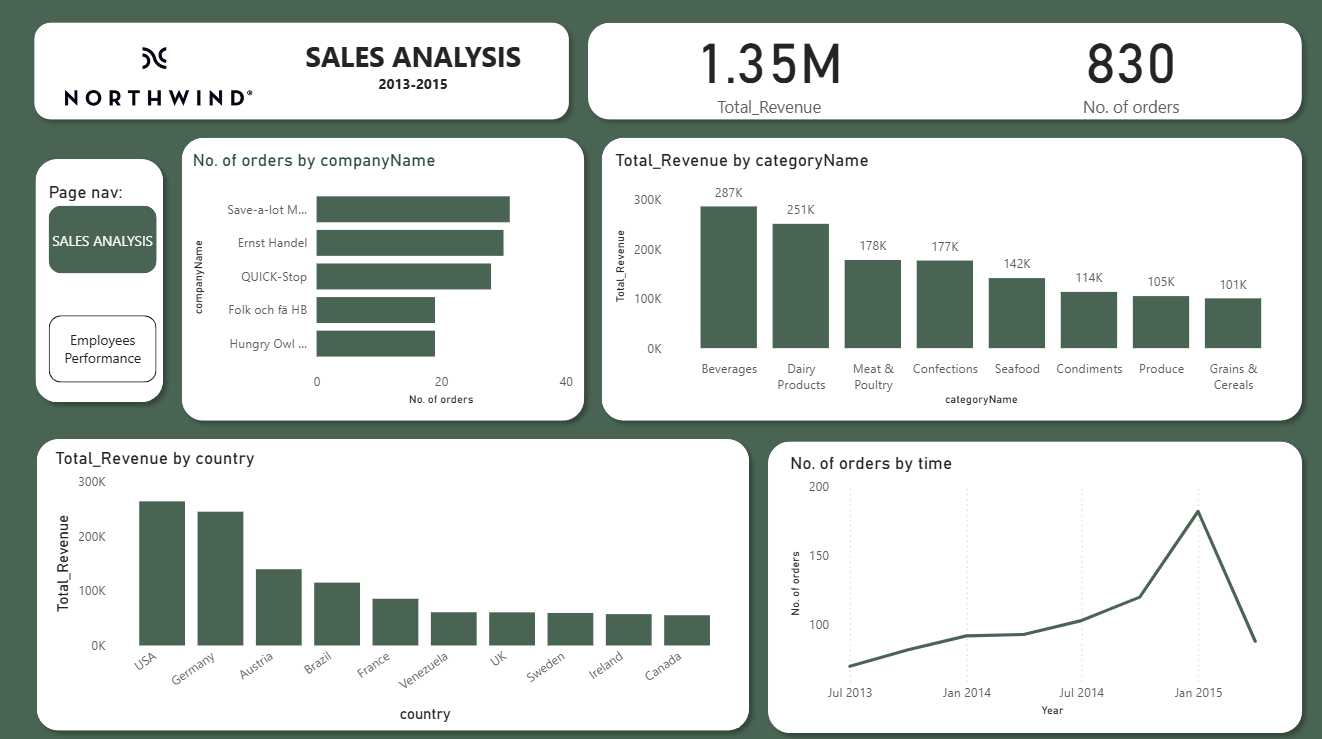 NORTHWIND®
SALES ANALYSIS
2013-2015
1.35M
Total_Revenue
830
No. of orders
Page nav:
SALES ANALYSIS
Employees
Performance
No. of orders by companyName
companyName
Save-a-lot M...
Ernst Handel
QUICK-Stop
Folk och fä HB
Hungry Owl ...
0 20 40
No. of orders
Total_Revenue by categoryName
Total_Revenue
300K
200K
100K
0K
287K 251K 178K 177K 142K 114K 105K 101K
Beverages
Dairy
Products
Meat &
Poultry
Confections
Seafood
Condiments
Produce
Grains &
Cereals
categoryName
Total_Revenue by country
Total_Revenue
300K
200K
100K
0K
USA Germany Austria Brazil France Venezuela UK Sweden Ireland Canada
country
No. of orders by time
No. of orders
200
150
100
Jul 2013 Jan 2014 Jul 2014 Jan 2015
Year